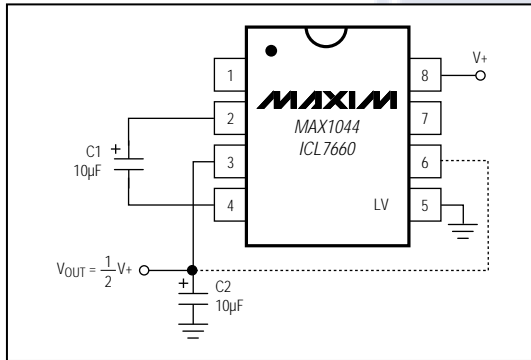 1
2
3
4
8
7
6
5
V+
MAXIM
MAX1044
ICL7660
LV
C1
10µF
+
VOUT = 1/2 V+
+
C2
10µF